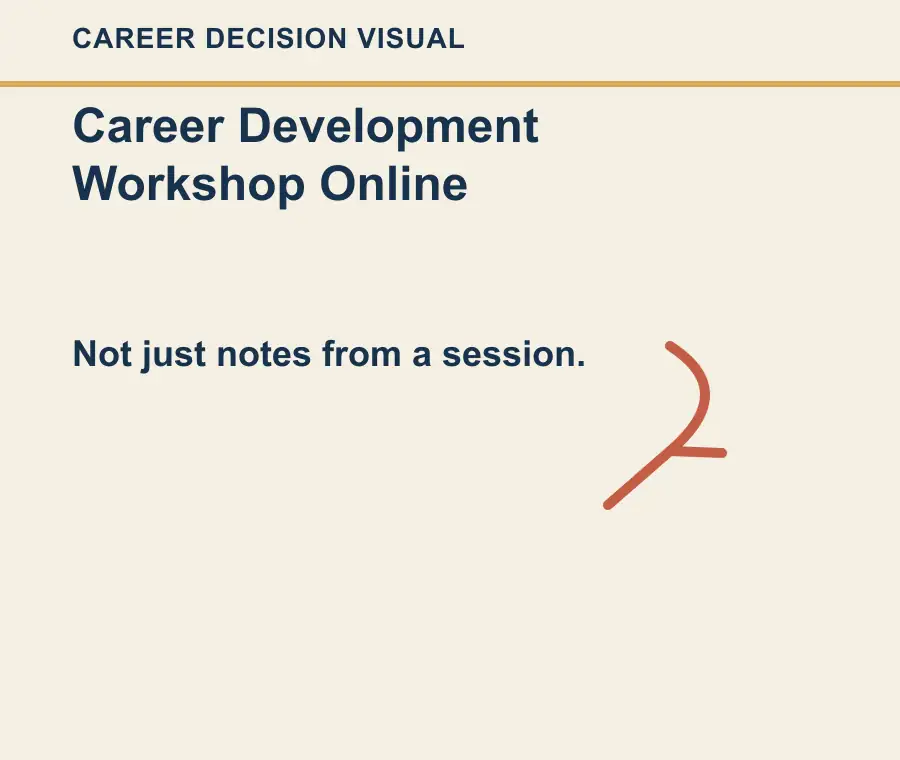 CAREER DECISION VISUAL
Career Development
Workshop Online
Not just notes from a session.